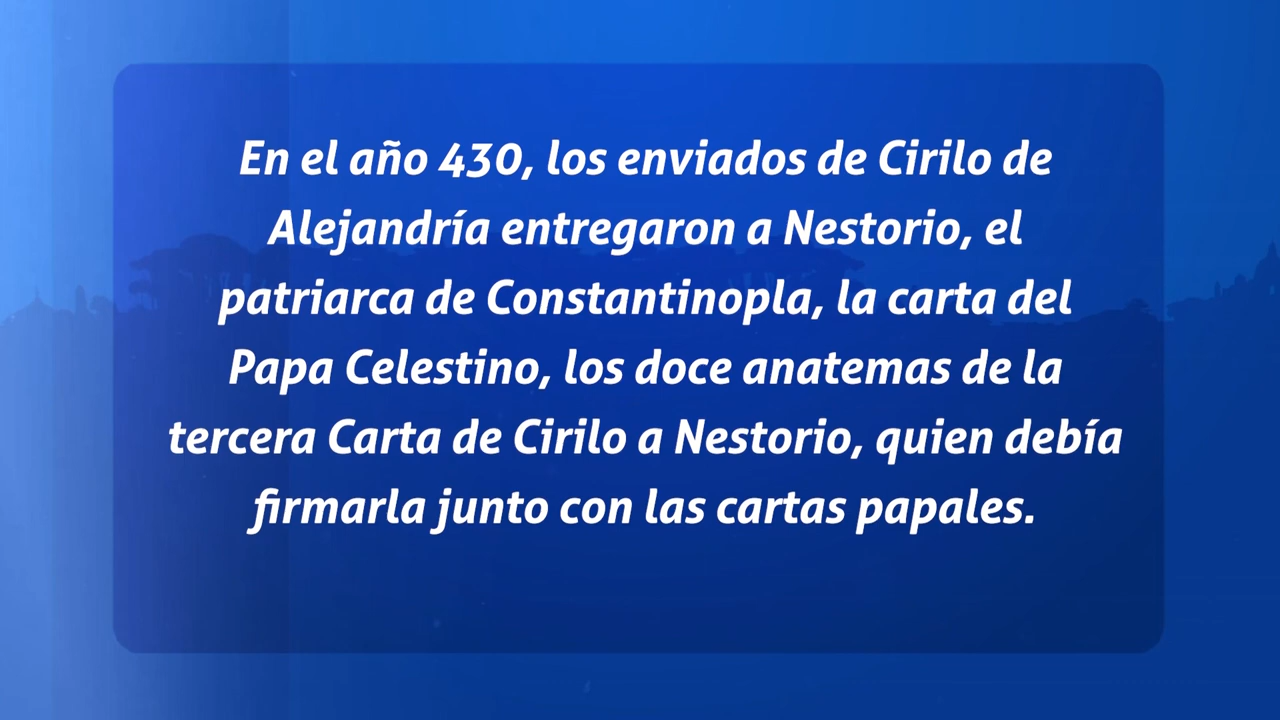 En el año 430, los enviados de Cirilo de
Alejandría entregaron a Nestorio, el
patriarca de Constantinopla, la carta del
Papa Celestino, los doce anatemas de la
tercera Carta de Cirilo a Nestorio, quien debía
firmarla junto con las cartas papales.